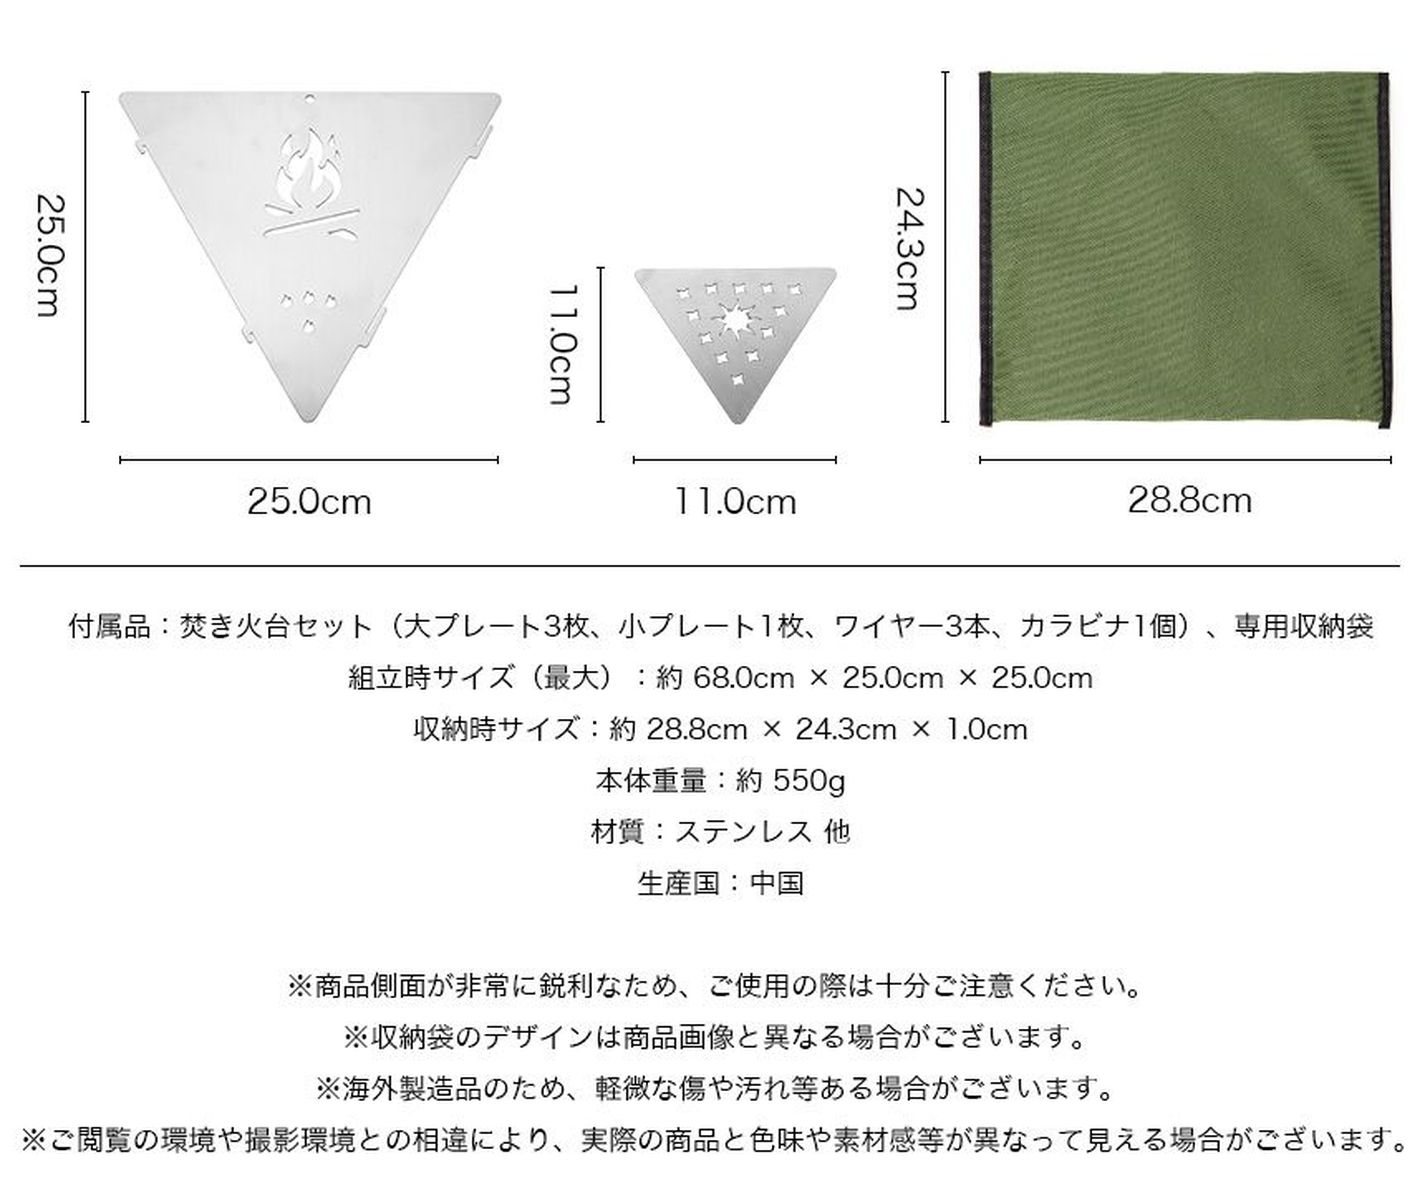 25.0cm
25.0cm
11.0cm
11.0cm
24.3cm
28.8cm
付属品：焚き火台セット（大プレート3枚、小プレート1枚、ワイヤー3本、カラビナ1個）、専用収納袋
組立時サイズ（最大）：約 68.0cm × 25.0cm × 25.0cm
収納時サイズ：約 28.8cm × 24.3cm × 1.0cm
本体重量：約 550g
材質：ステンレス 他
生産国：中国
※商品側面が非常に鋭利なため、ご使用の際は十分ご注意ください。
※収納袋のデザインは商品画像と異なる場合がございます。
※海外製造品のため、軽微な傷や汚れ等ある場合がございます。
※ご閲覧の環境や撮影環境との相違により、実際の商品と色味や素材感等が異なって見える場合がございます。